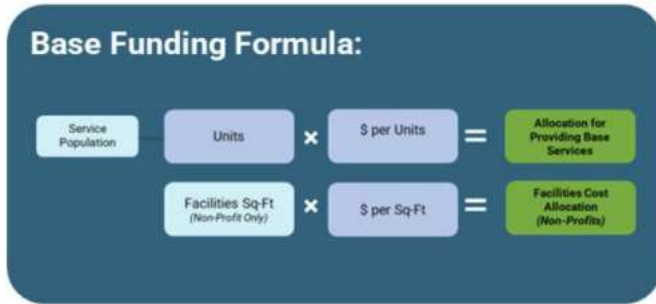 Base Funding Formula:
Service
Population
Units
×
$ per Units
=
Allocation for
Providing Base
Services
Facilities Sq-Ft
(Non-Profit Only)
×
$ per Sq-Ft
=
Facilities Cost
Allocation
(Non-Profits)